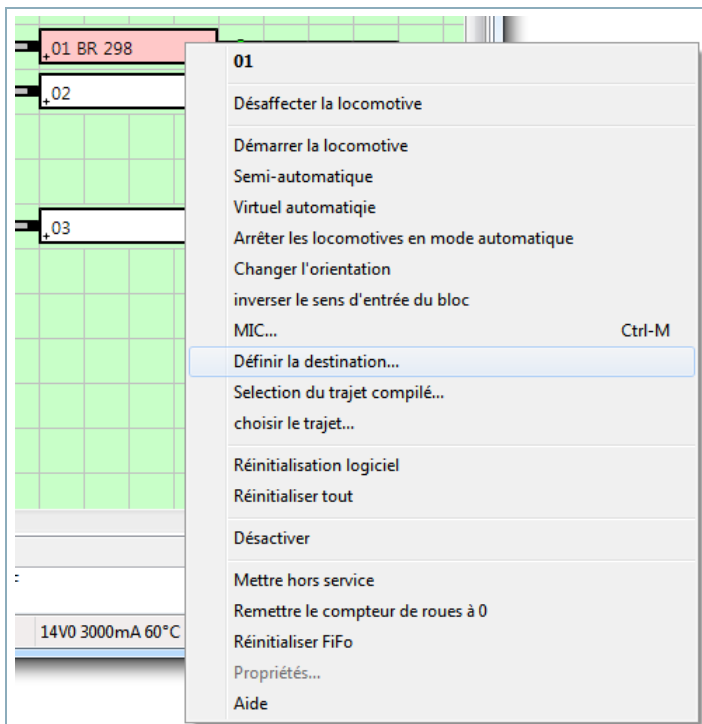 01 BR 298
02
03
01
Désaffecter la locomotive
Démarrer la locomotive
Semi-automatique
Virtuel automatiqie
Arrêter les locomotives en mode automatique
Changer l'orientation
inverser le sens d'entrée du bloc
MIC... Ctrl-M
Définir la destination...
Selection du trajet compilé...
choisir le trajet...
Réinitialisation logiciel
Réinitialiser tout
Désactiver
Mettre hors service
Remettre le compteur de roues à 0
Réinitialiser FiFo
Propriétés...
Aide
14V0 3000mA 60°C